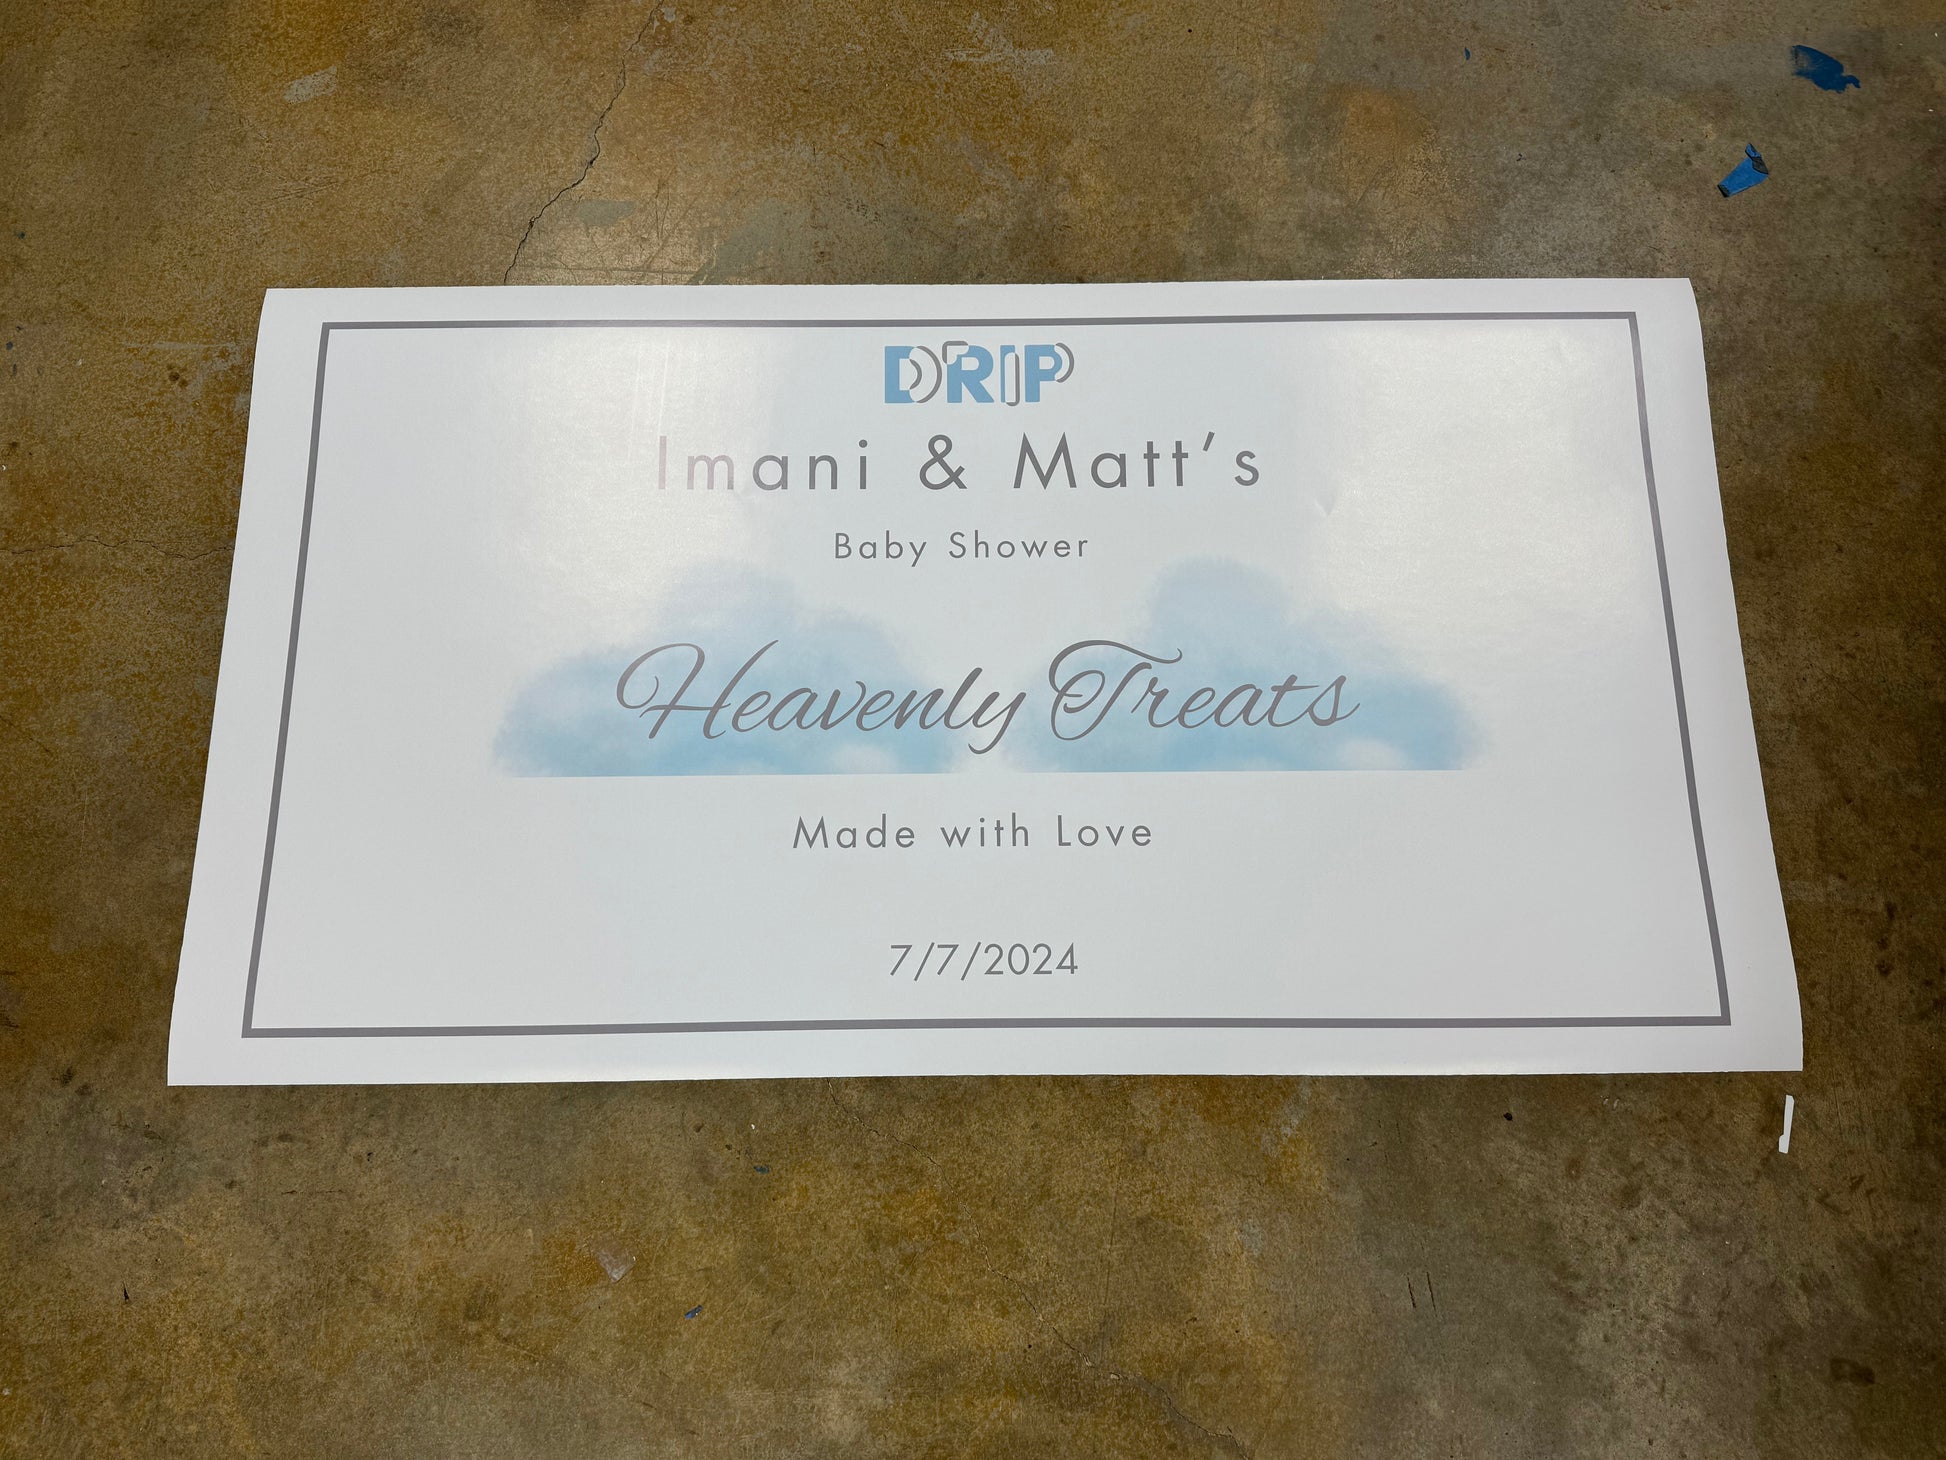 DRIP
Imani & Matt's
Baby Shower
Heavenly Treats
Made with Love
7/7/2024